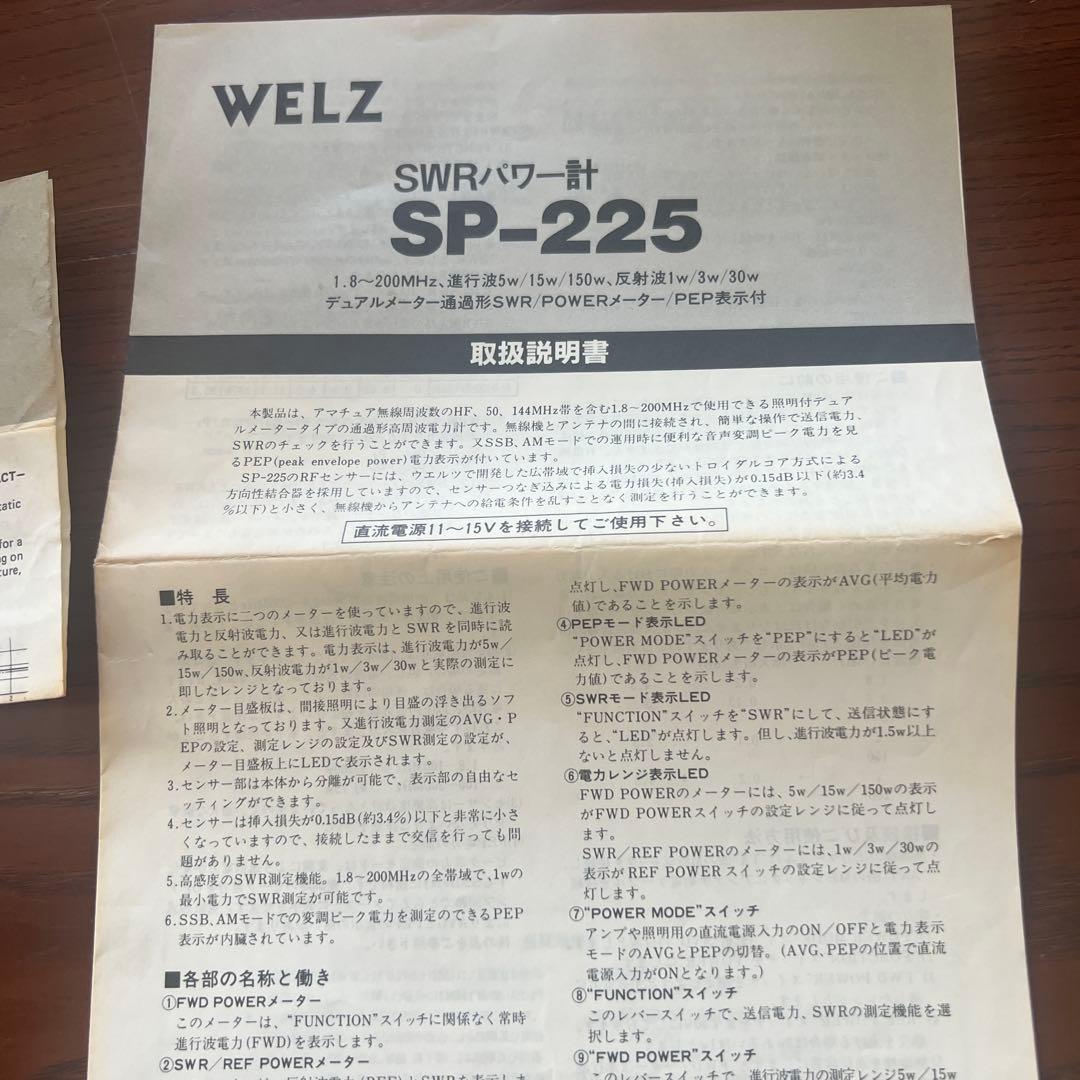 WELZ
SWRパワー計
SP-225
1.8〜200MHz、進行波5w/15w/150w、反射波1w/3w/30w
デュアルメーター通過形SWR/POWERメーター/PEP表示付
取扱説明書
本製品は、アマチュア無線周波数のHF、50、144MHz帯を含む1.8〜200MHzで使用できる照明付デュア
ルメータータイプの通過形高周波電力計です。無線機とアンテナの間に接続され、簡単な操作で送信電力、
SWRのチェックを行うことができます。又SSB、AMモードでの運用時に便利な音声変調ピーク電力を見
るPEP(peak envelope power)電力表示が付いています。
SP-225のRFセンサーには、ウエルツで開発した広帯域で挿入損失の少ないトロイダルコア方式による
方向性結合器を採用していますので、センサーつなぎ込みによる電力損失(挿入損失)が0.15dB以下(約3.4
%以下)と小さく、無線機からアンテナへの給電条件を乱すことなく測定を行うことができます。
直流電源11〜15Vを接続してご使用下さい。
■特 長
1.電力表示に二つのメーターを使っていますので、進行波
電力と反射波電力、又は進行波電力と SWR を同時に読
み取ることができます。電力表示は、進行波電力が5w/
15w/150w、反射波電力が1w/3w/30wと実際の測定に
即したレンジとなっております。
2.メーター目盛板は、間接照明により目盛の浮き出るソフ
ト照明となっております。又進行波電力測定のAVG・P
EPの設定、測定レンジの設定及びSWR測定の設定が、
メーター目盛板上にLEDで表示されます。
3.センサー部は本体から分離が可能で、表示部の自由なセ
ッティングができます。
4.センサーは挿入損失が0.15dB(約3.4%)以下と非常に小さ
くなっていますので、接続したままで交信を行っても問
題がありません。
5.高感度のSWR測定機能。1.8〜200MHzの全帯域で、1wの
最小電力でSWR測定が可能です。
6.SSB、AMモードでの変調ピーク電力を測定のできるPEP
表示が内臓されています。
■各部の名称と働き
①FWD POWERメーター
このメーターは、“FUNCTION”スイッチに関係なく常時
進行波電力(FWD)を表示します。
②SWR/REF POWERメーター
点灯し、FWD POWERメーターの表示がAVG(平均電力
値)であることを示します。
④PEPモード表示LED
“POWER MODE”スイッチを“PEP”にすると“LED”が
点灯し、FWD POWERメーターの表示がPEP(ピーク電
力値)であることを示します。
⑤SWRモード表示LED
“FUNCTION”スイッチを“SWR”にして、送信状態にす
ると、“LED”が点灯します。但し、進行波電力が1.5w以上
ないと点灯しません。
⑥電力レンジ表示LED
FWD POWERのメーターには、5w/15w/150wの表示
がFWD POWERスイッチの設定レンジに従って点灯し
ます。
SWR/REF POWERのメーターには、1w/3w/30wの
表示が REF POWER スイッチの設定レンジに従って点
灯します。
⑦“POWER MODE”スイッチ
アンプや照明用の直流電源入力のON/OFFと電力表示
モードのAVGとPEPの切替。(AVG、PEPの位置で直流
電源入力がONとなります。)
⑧“FUNCTION”スイッチ
このレバースイッチで、送信電力、SWRの測定機能を選
択します。
⑨“FWD POWER”スイッチ
このレバースイッチで、進行波電力の測定レンジ5w/15w
ACT-
static
for a
ng on
ture,